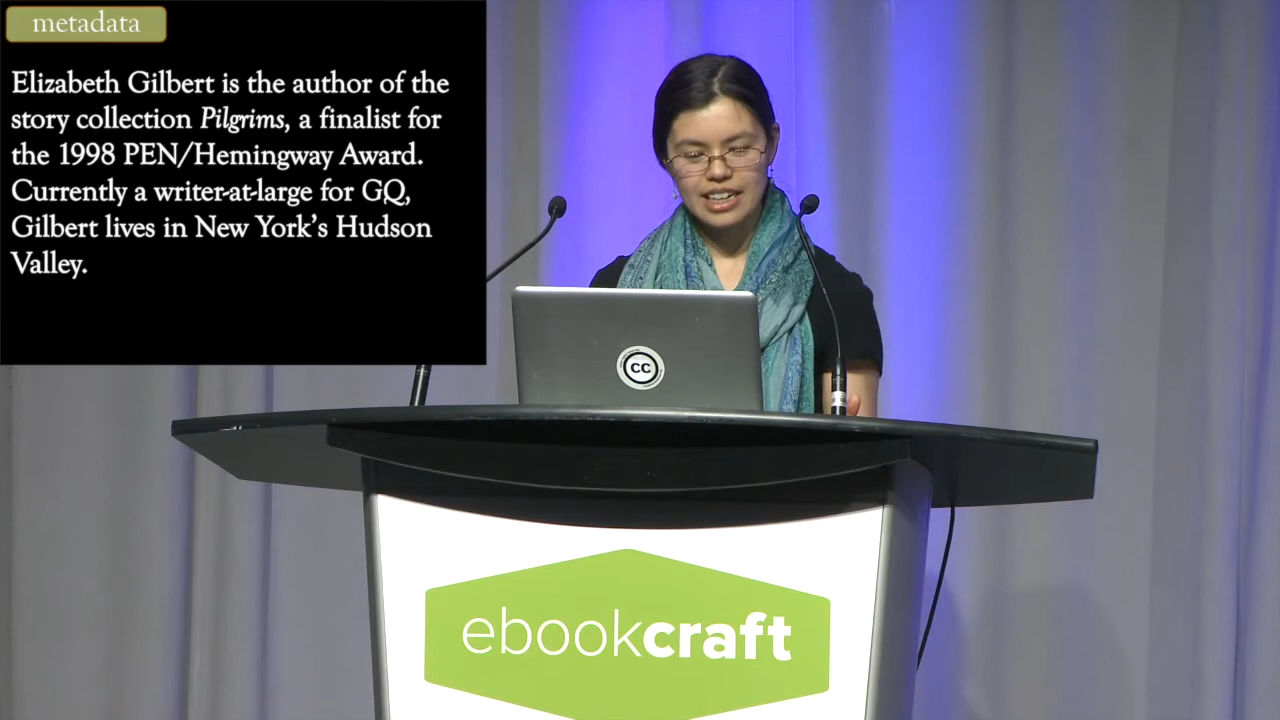 metadata
Elizabeth Gilbert is the author of the
story collection Pilgrims, a finalist for
the 1998 PEN/Hemingway Award.
Currently a writer-at-large for GQ,
Gilbert lives in New York’s Hudson
Valley.
CC
ebookcraft